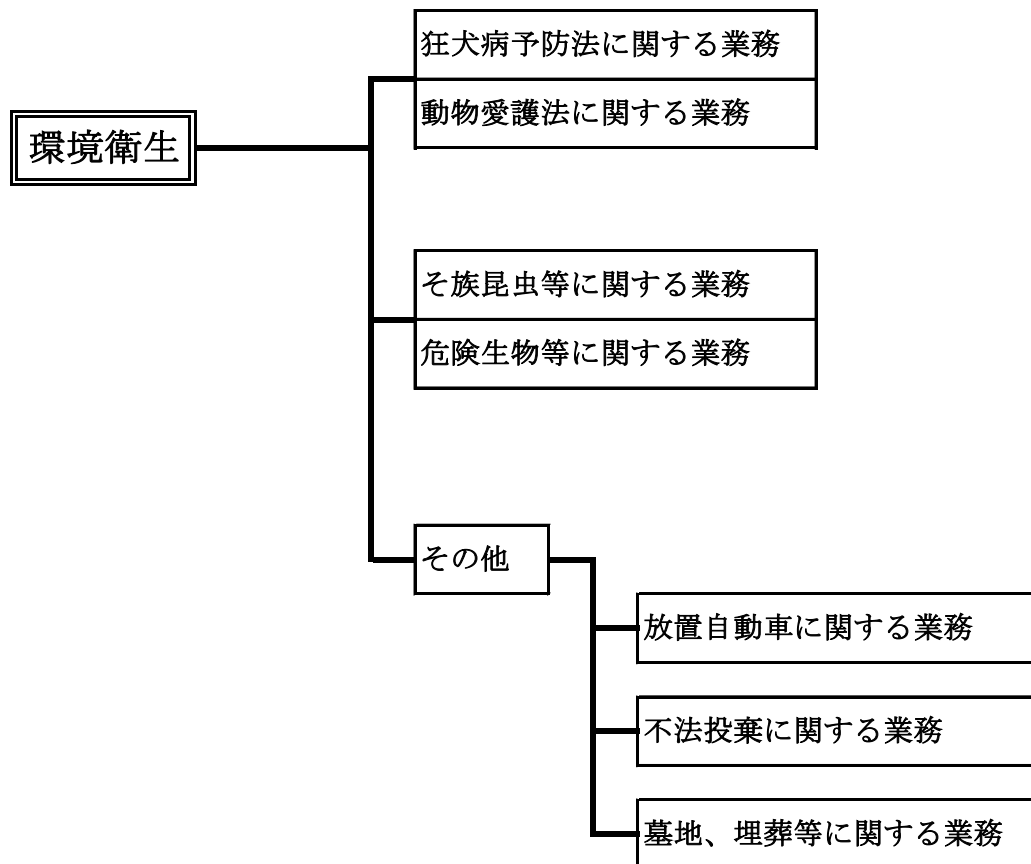 狂犬病予防法に関する業務
動物愛護法に関する業務
環境衛生
そ族昆虫等に関する業務
危険生物等に関する業務
その他
放置自動車に関する業務
不法投棄に関する業務
墓地、埋葬等に関する業務